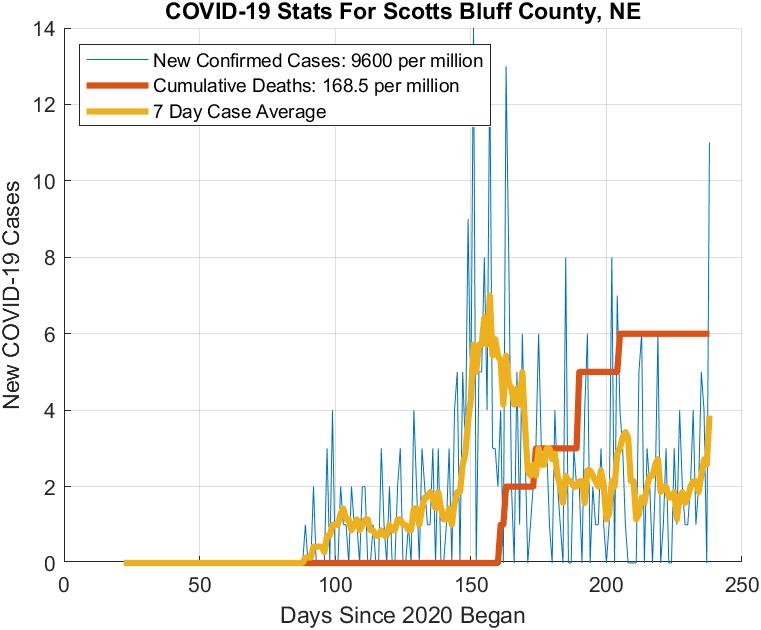 COVID-19 Stats For Scotts Bluff County, NE
New Confirmed Cases: 9600 per million
Cumulative Deaths: 168.5 per million
7 Day Case Average
New COVID-19 Cases
14
12
10
8
6
4
2
0
0 50 100 150 200 250
Days Since 2020 Began